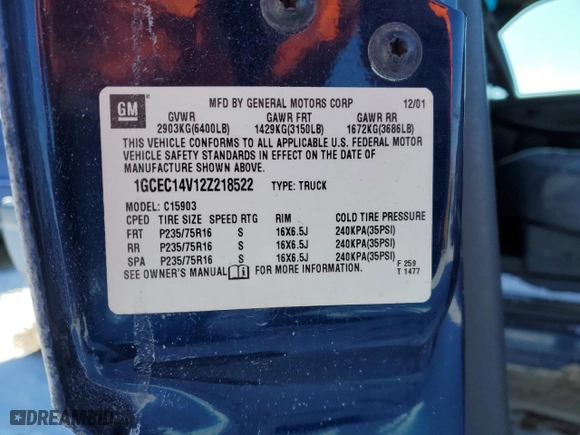 GM
MFD BY GENERAL MOTORS CORP 12/01
GVWR GAWR FRT GAWR RR
2903KG(6400LB) 1429KG(3150LB) 1672KG(3686LB)
THIS VEHICLE CONFORMS TO ALL APPLICABLE U.S. FEDERAL MOTOR
VEHICLE SAFETY STANDARDS IN EFFECT ON THE DATE OF
MANUFACTURE SHOWN ABOVE.
1GCEC14V12Z218522 TYPE: TRUCK
MODEL: C15903
CPED TIRE SIZE SPEED RTG RIM COLD TIRE PRESSURE
FRT P235/75R16 S 16X6.5J 240KPA(35PSI)
RR P235/75R16 S 16X6.5J 240KPA(35PSI)
SPA P235/75R16 S 16X6.5J 240KPA(35PSI)
SEE OWNER'S MANUAL i FOR MORE INFORMATION.
F 259
T 1477
DREAMBID